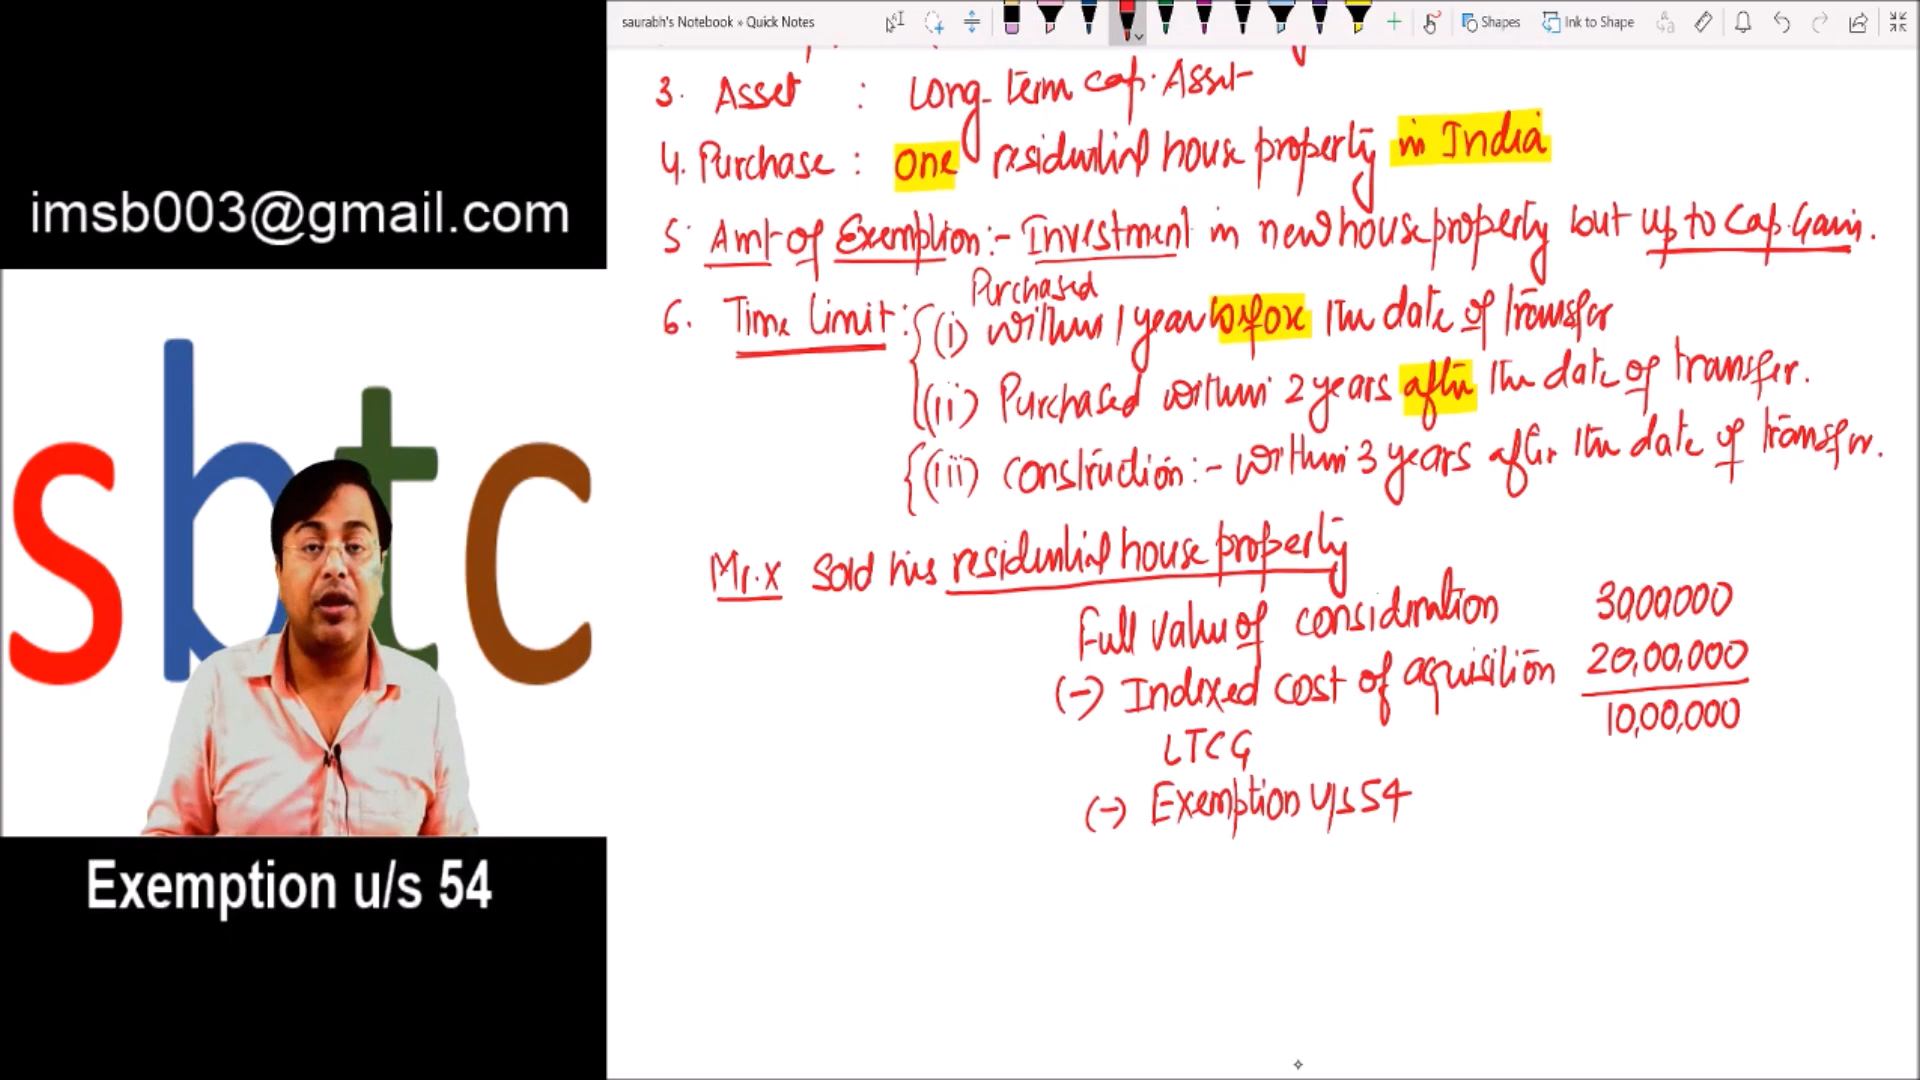 saurabh's Notebook » Quick Notes
Shapes
Ink to Shape
imsb003@gmail.com
sbtc
Exemption u/s 54
3. Asset : Long-term cap. Asset
4. Purchase : One residential house property in India
5. Amt of Exemption:- Investment in new house property but up to Cap. Gain.
6. Time Limit: (i) Purchased within 1 year before the date of transfer
(ii) Purchased within 2 years after the date of transfer.
(iii) construction:- within 3 years after the date of transfer.
Mr. X sold his residential house property
Full value of consideration 3000000
(-) Indexed cost of acquisition 20,00,000
LTCG 10,00,000
(-) Exemption u/s 54